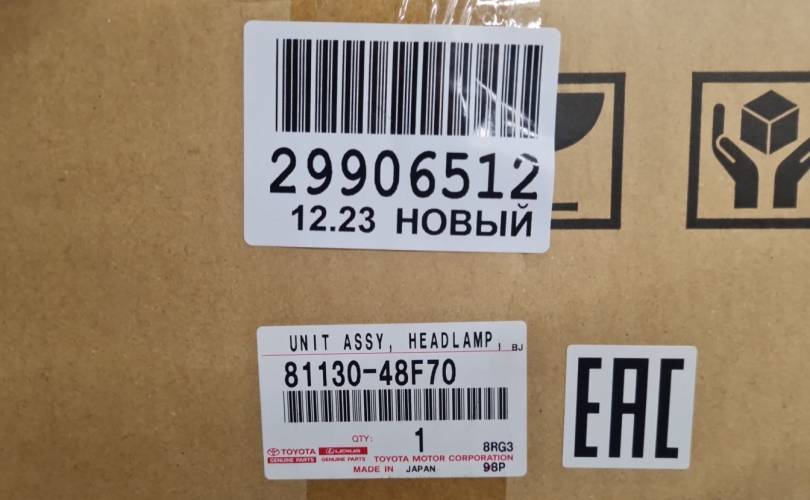 29906512
12.23 НОВЫЙ
UNIT ASSY, HEADLAMP, BJ
81130-48F70
QTY: 1 8RG3
TOYOTA LEXUS TOYOTA MOTOR CORPORATION
GENUINE PARTS GENUINE PARTS
MADE IN JAPAN 98P
EAC